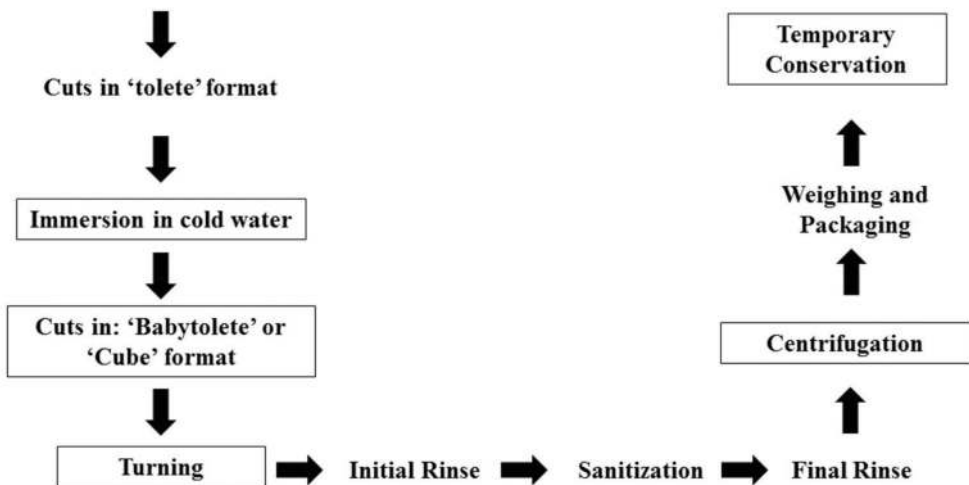 Cuts in ‘tolete’ format
Immersion in cold water
Cuts in: ‘Babytolete’ or
‘Cube’ format
Turning
Initial Rinse
Sanitization
Final Rinse
Centrifugation
Weighing and
Packaging
Temporary
Conservation